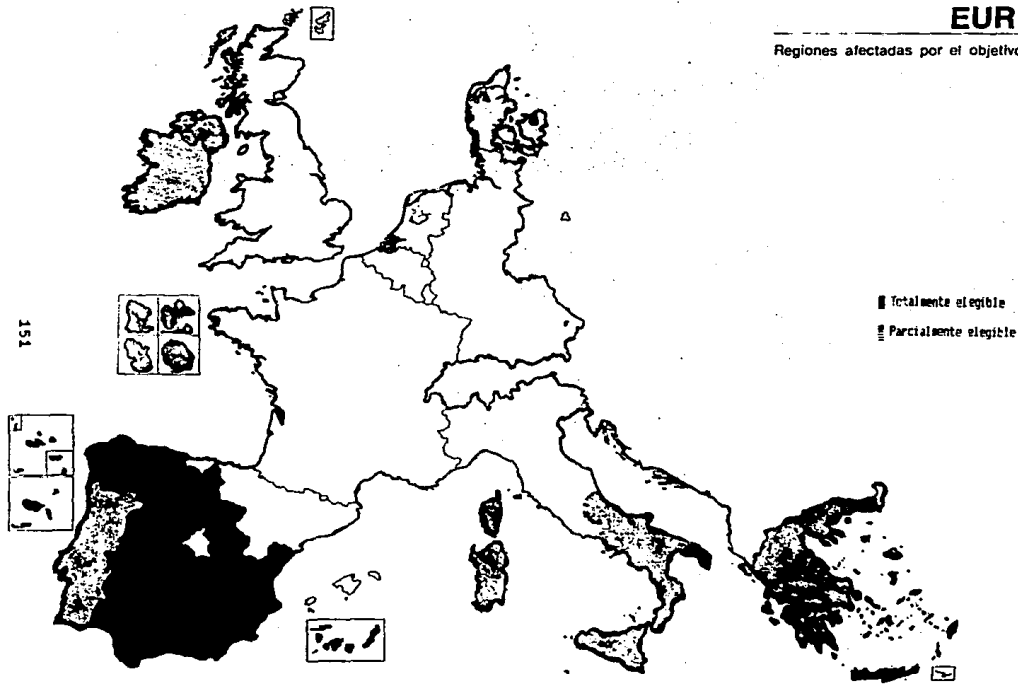 EUR
Regiones afectadas por el objetivo
Totalmente elegible
Parcialmente elegible
151